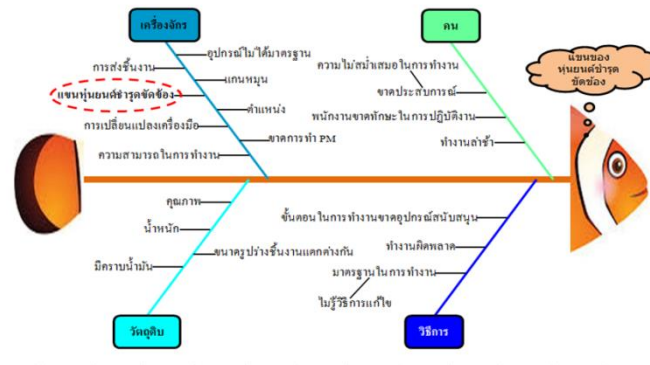 เครื่องจักร
คน
อุปกรณ์ไม่ได้มาตรฐาน
การส่งชิ้นงาน
แกนหมุน
แขนหุ่นยนต์ชำรุดขัดข้อง
ตำแหน่ง
การเปลี่ยนแปลงเครื่องมือ
ขาดการทำ PM
ความสามารถในการทำงาน
ความไม่สม่ำเสมอในการทำงาน
ขาดประสบการณ์
พนักงานขาดทักษะในการปฏิบัติงาน
ทำงานล่าช้า
แขนของ
หุ่นยนต์ชำรุด
ขัดข้อง
คุณภาพ
น้ำหนัก
ขนาดรูปร่างชิ้นงานแตกต่างกัน
มีคราบน้ำมัน
วัตถุดิบ
ขั้นตอนในการทำงานขาดอุปกรณ์สนับสนุน
ทำงานผิดพลาด
มาตรฐานในการทำงาน
ไม่รู้วิธีการแก้ไข
วิธีการ